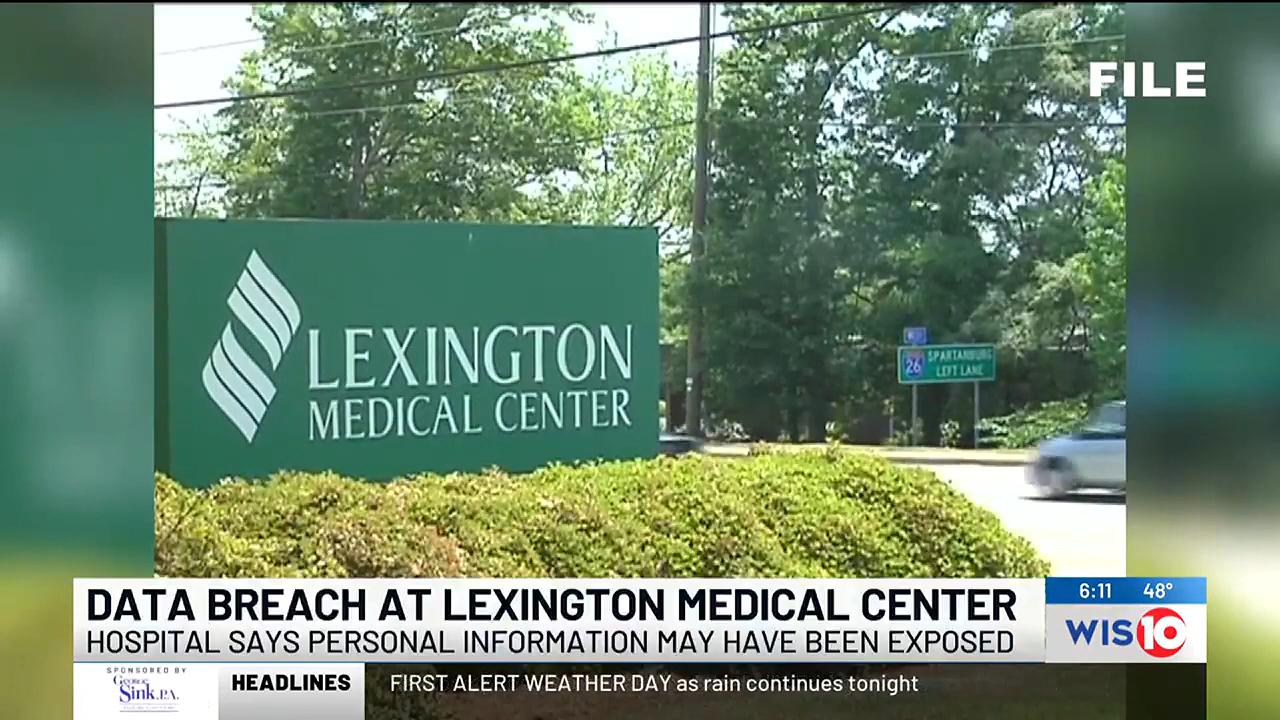 FILE
LEXINGTON
MEDICAL CENTER
26
SPARTANBURG
LEFT LANE
DATA BREACH AT LEXINGTON MEDICAL CENTER
HOSPITAL SAYS PERSONAL INFORMATION MAY HAVE BEEN EXPOSED
6:11 48°
WIS10
SPONSORED BY
George
Sink, P.A.
HEADLINES
FIRST ALERT WEATHER DAY as rain continues tonight